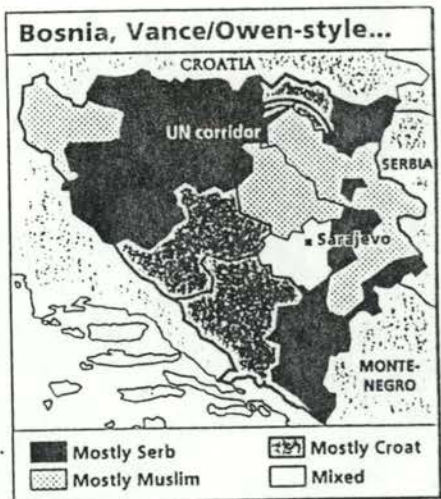 Bosnia, Vance/Owen-style...
CROATIA
UN corridor
SERBIA
Sarajevo
MONTE-
NEGRO
Mostly Serb
Mostly Croat
Mostly Muslim
Mixed